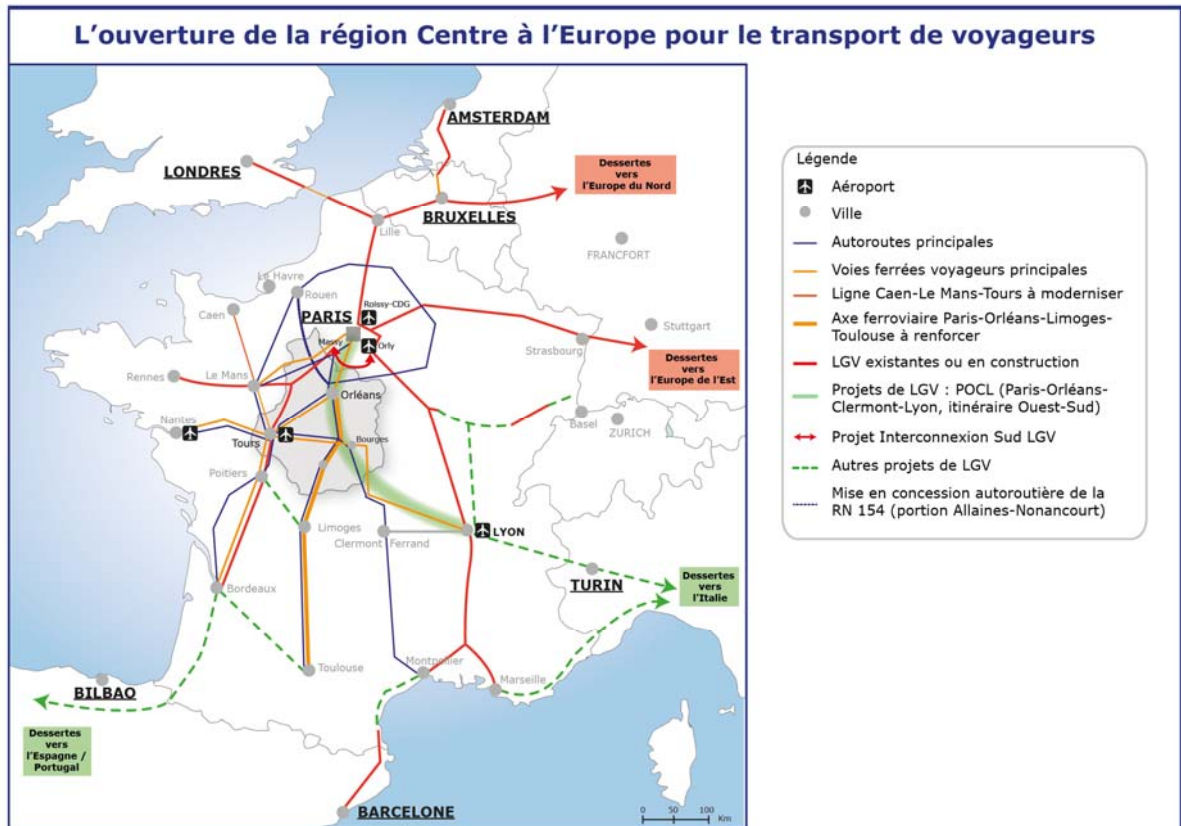 L’ouverture de la région Centre à l’Europe pour le transport de voyageurs
AMSTERDAM
LONDRES
Dessertes
vers
l'Europe du Nord
BRUXELLES
Lille
FRANCFORT
Le Havre
Rouen
Roissy-CDG
Caen
PARIS
Stuttgart
Massy
Orly
Strasbourg
Dessertes
vers
l'Europe de l'Est
Rennes
Le Mans
Orléans
Basel
ZURICH
Nantes
Tours
Bourges
Poitiers
Limoges
Clermont Ferrand
LYON
TURIN
Dessertes
vers
l'Italie
Bordeaux
Toulouse
Montpellier
Marseille
BILBAO
Dessertes
vers
l'Espagne /
Portugal
BARCELONE
0 50 100
Km
Légende
Aéroport
Ville
Autoroutes principales
Voies ferrées voyageurs principales
Ligne Caen-Le Mans-Tours à moderniser
Axe ferroviaire Paris-Orléans-Limoges-
Toulouse à renforcer
LGV existantes ou en construction
Projets de LGV : POCL (Paris-Orléans-
Clermont-Lyon, itinéraire Ouest-Sud)
Projet Interconnexion Sud LGV
Autres projets de LGV
Mise en concession autoroutière de la
RN 154 (portion Allaines-Nonancourt)